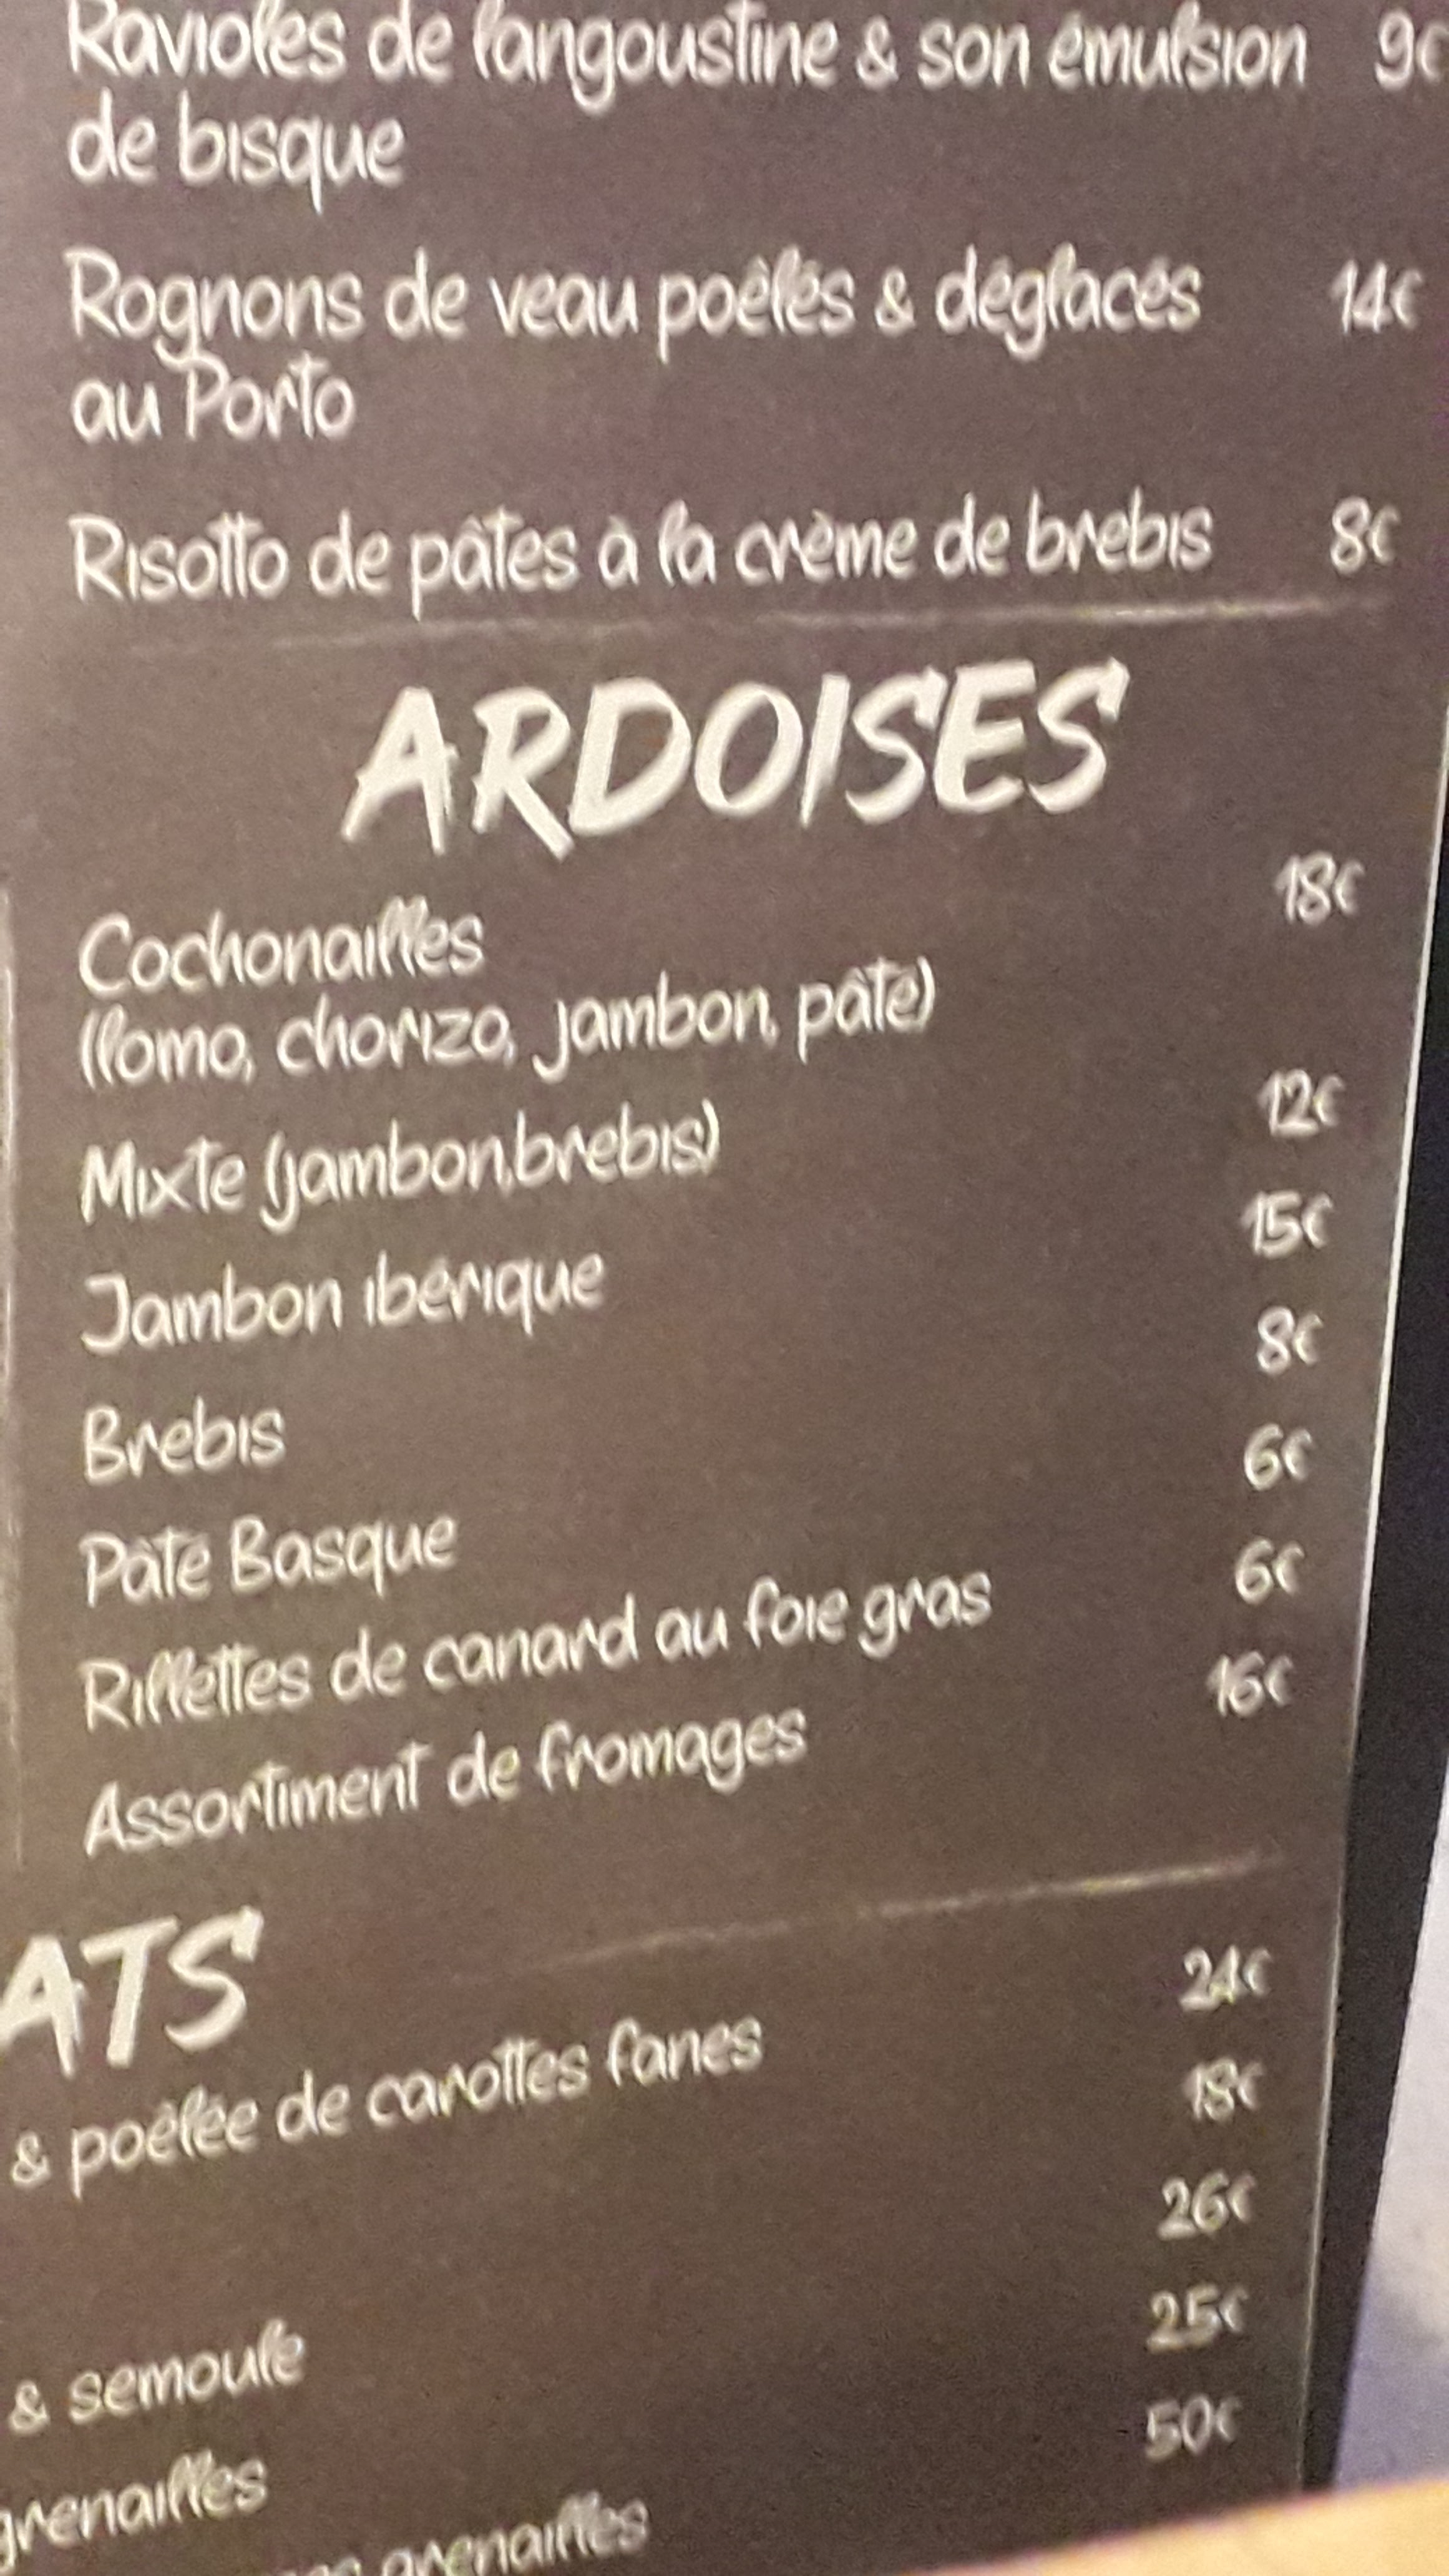 Ravioles de langoustine & son émulsion 9€
de bisque
Rognons de veau poêlés & déglacés 14€
au Porto
Risotto de pâtes à la crème de brebis 8€
ARDOISES
Cochonailles 18€
(lomo, chorizo, jambon, pâté)
Mixte (jambon,brebis) 12€
Jambon ibérique 15€
Brebis 8€
Pâté Basque 6€
Rillettes de canard au foie gras 6€
Assortiment de fromages 16€
ATS
& poêlée de carottes fanes 24€
18€
26€
& semoule 25€
grenailles 50€
grenailles